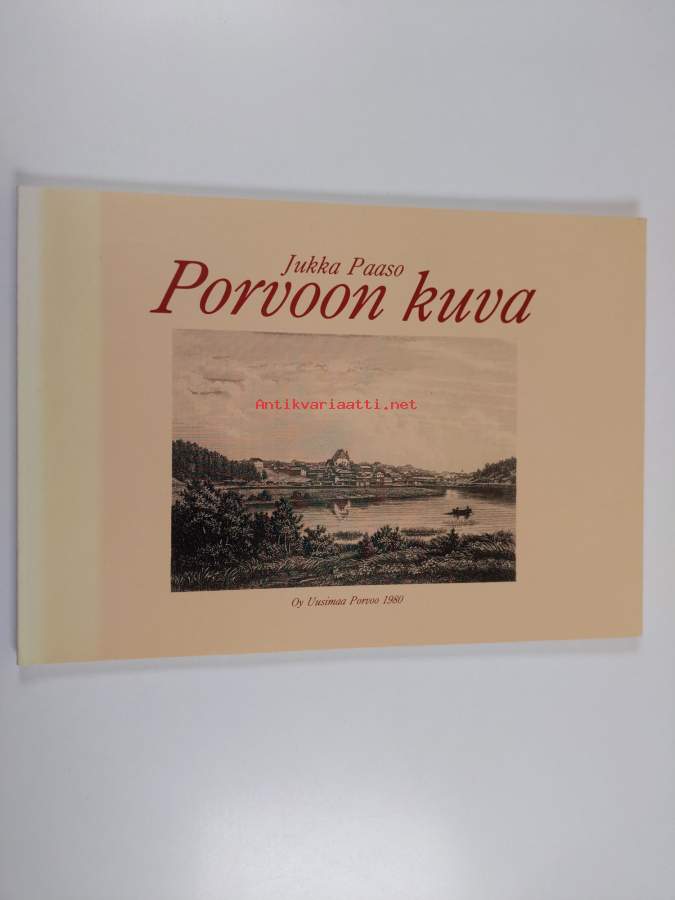 Jukka Paaso
Porvoon kuva
Antikvariaatti.net
Oy Uusimaa Porvoo 1980